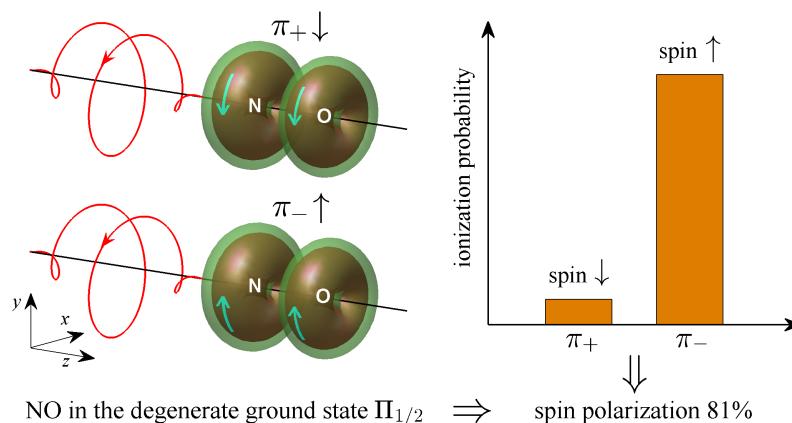 π₊↓
N
O
π₋↑
N
O
y
x
z
ionization probability
spin ↑
spin ↓
π₊
π₋
⇓
NO in the degenerate ground state Π₁/₂ ⇒ spin polarization 81%